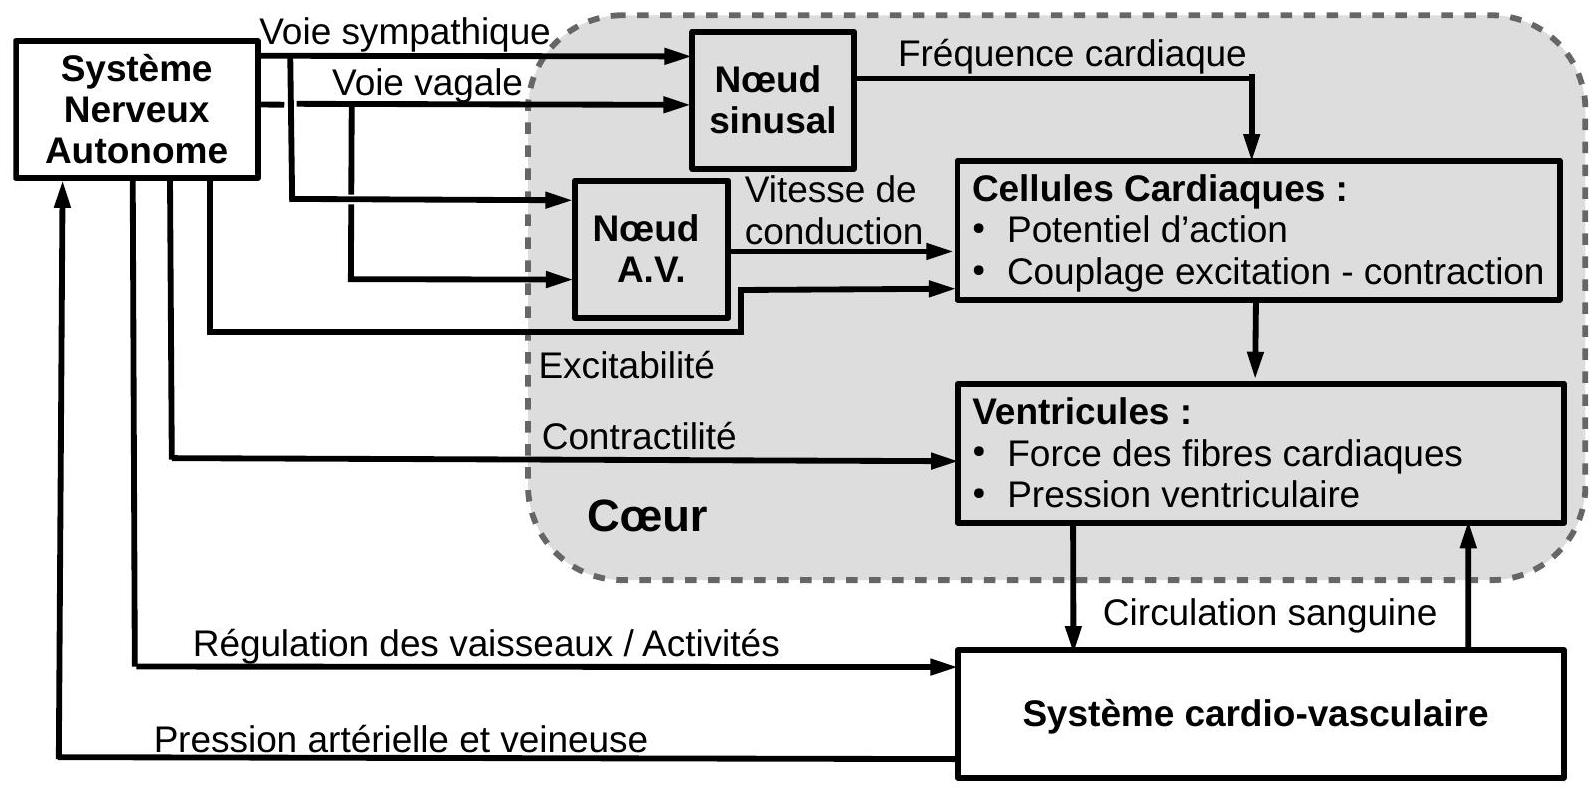 Voie sympathique
Système
Nerveux
Autonome
Voie vagale
Nœud
sinusal
Fréquence cardiaque
Nœud
A.V.
Vitesse de
conduction
Cellules Cardiaques :
• Potentiel d’action
• Couplage excitation - contraction
Excitabilité
Contractilité
Ventricules :
• Force des fibres cardiaques
• Pression ventriculaire
Cœur
Circulation sanguine
Régulation des vaisseaux / Activités
Système cardio-vasculaire
Pression artérielle et veineuse